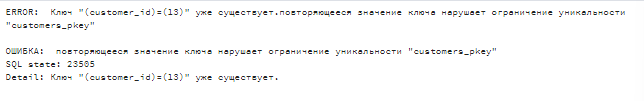 ERROR:  Ключ "(customer_id)=(13)" уже существует.повторяющееся значение ключа нарушает ограничение уникальности
"customers_pkey"
ОШИБКА:  повторяющееся значение ключа нарушает ограничение уникальности "customers_pkey"
SQL state: 23505
Detail: Ключ "(customer_id)=(13)" уже существует.